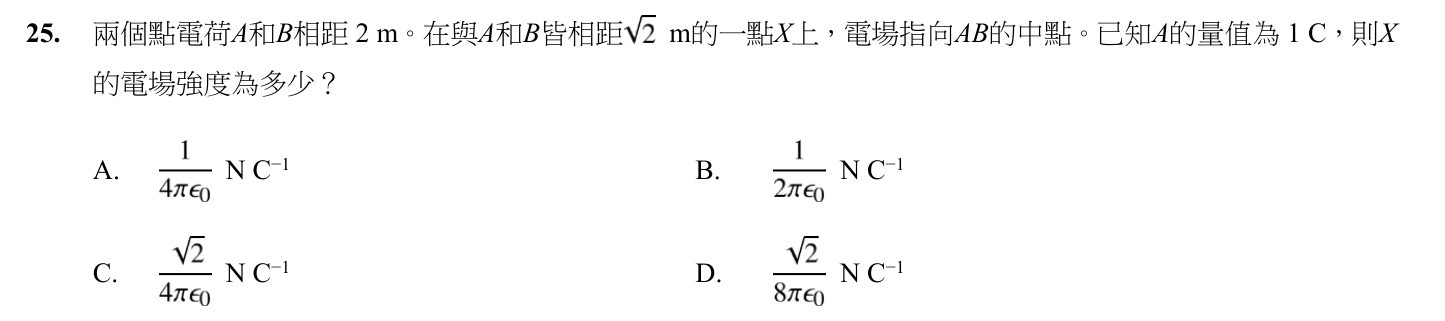 25. 兩個點電荷A和B相距 2 m。在與A和B皆相距√2 m的一點X上，電場指向AB的中點。已知A的量值為 1 C，則X
的電場強度為多少？
A. 1/(4πϵ₀) N C⁻¹ B. 1/(2πϵ₀) N C⁻¹
C. √2/(4πϵ₀) N C⁻¹ D. √2/(8πϵ₀) N C⁻¹